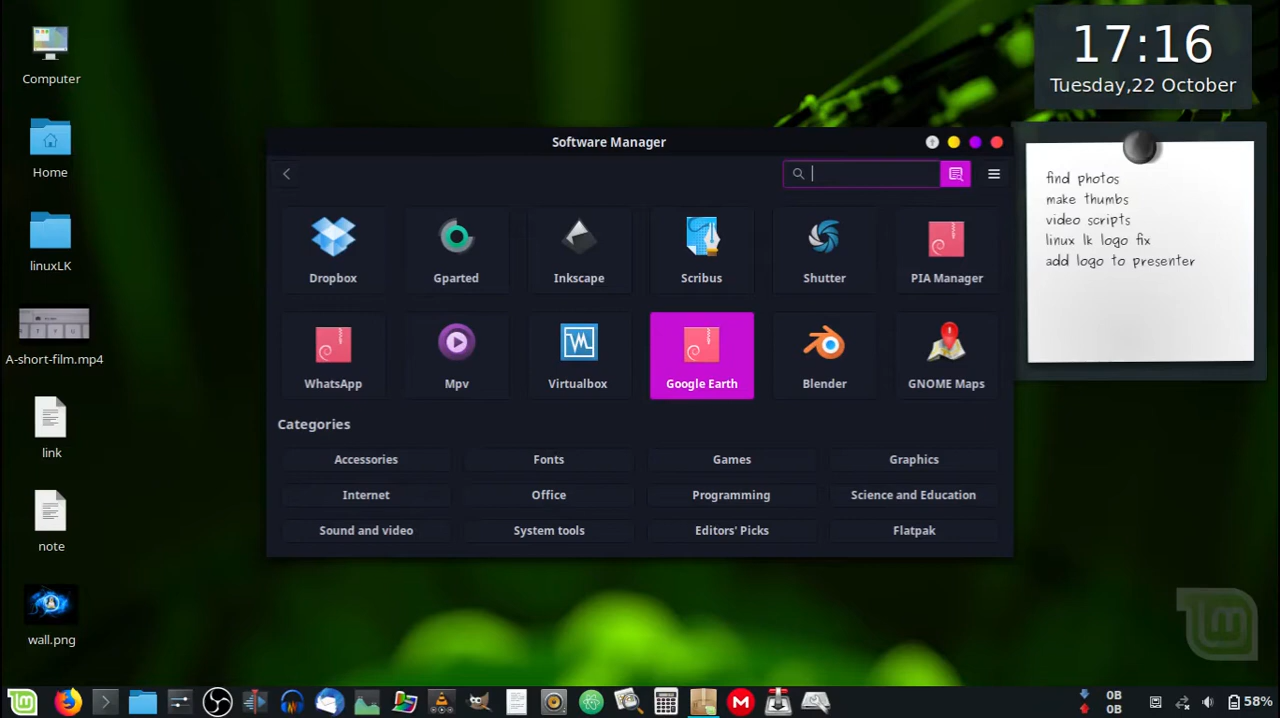 Computer
Home
linuxLK
A-short-film.mp4
link
note
wall.png
Software Manager
Dropbox
Gparted
Inkscape
Scribus
Shutter
PIA Manager
WhatsApp
Mpv
Virtualbox
Google Earth
Blender
GNOME Maps
Categories
Accessories
Fonts
Games
Graphics
Internet
Office
Programming
Science and Education
Sound and video
System tools
Editors' Picks
Flatpak
17:16
Tuesday,22 October
find photos
make thumbs
video scripts
linux lk logo fix
add logo to presenter
0B
0B
58%